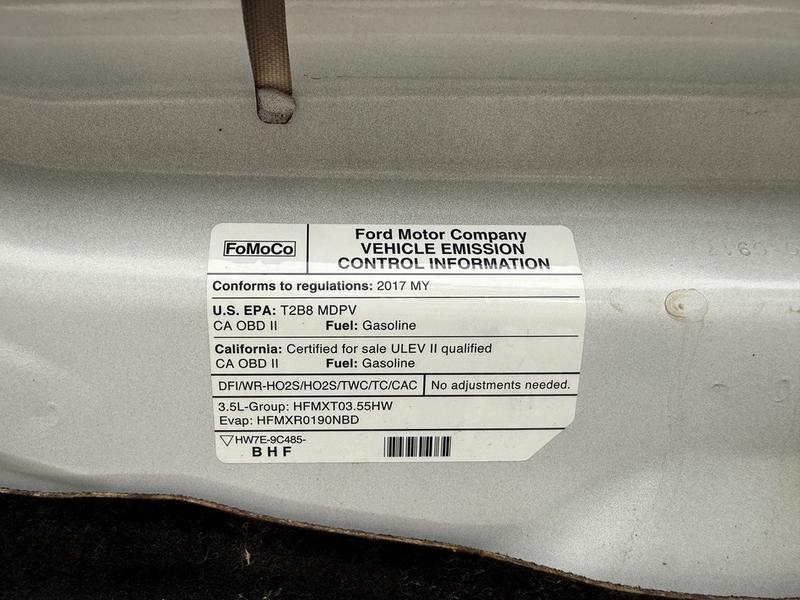 FoMoCo
Ford Motor Company
VEHICLE EMISSION
CONTROL INFORMATION
Conforms to regulations: 2017 MY
U.S. EPA: T2B8 MDPV
CA OBD II Fuel: Gasoline
California: Certified for sale ULEV II qualified
CA OBD II Fuel: Gasoline
DFI/WR-HO2S/HO2S/TWC/TC/CAC No adjustments needed.
3.5L-Group: HFMXT03.55HW
Evap: HFMXR0190NBD
HW7E-9C485-
B H F